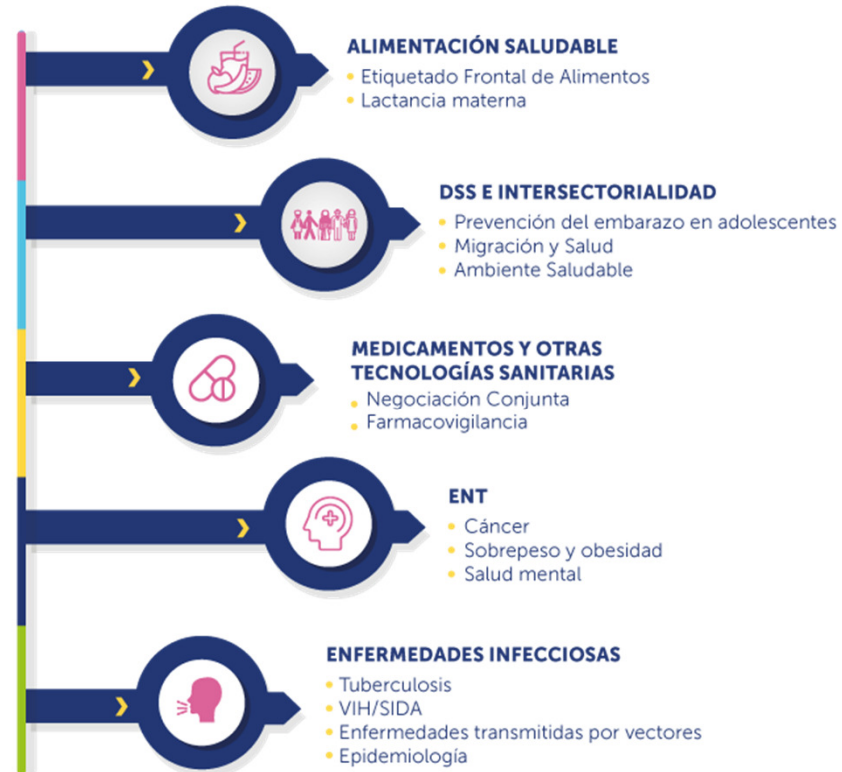 ALIMENTACIÓN SALUDABLE
• Etiquetado Frontal de Alimentos
• Lactancia materna
DSS E INTERSECTORIALIDAD
• Prevención del embarazo en adolescentes
• Migración y Salud
• Ambiente Saludable
MEDICAMENTOS Y OTRAS
TECNOLOGÍAS SANITARIAS
• Negociación Conjunta
• Farmacovigilancia
ENT
• Cáncer
• Sobrepeso y obesidad
• Salud mental
ENFERMEDADES INFECCIOSAS
• Tuberculosis
• VIH/SIDA
• Enfermedades transmitidas por vectores
• Epidemiología